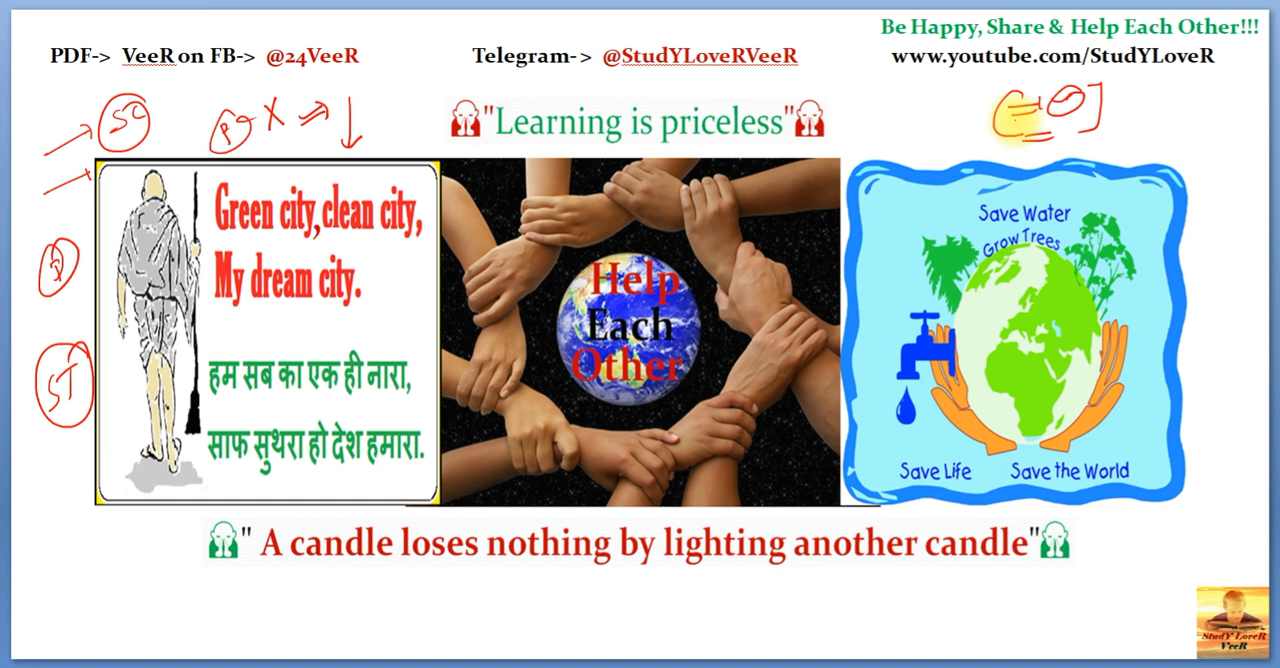 Be Happy, Share & Help Each Other!!!
PDF-> VeeR on FB-> @24VeeR
Telegram-> @StudYLoveRVeeR
www.youtube.com/StudYLoveR
SC
P X
"Learning is priceless"
Green city, clean city,
My dream city.
हम सब का एक ही नारा,
साफ सुथरा हो देश हमारा.
ST
Help
Each
Other
Save Water
Grow Trees
Save Life Save the World
" A candle loses nothing by lighting another candle"
StudY LoveR
VeeR